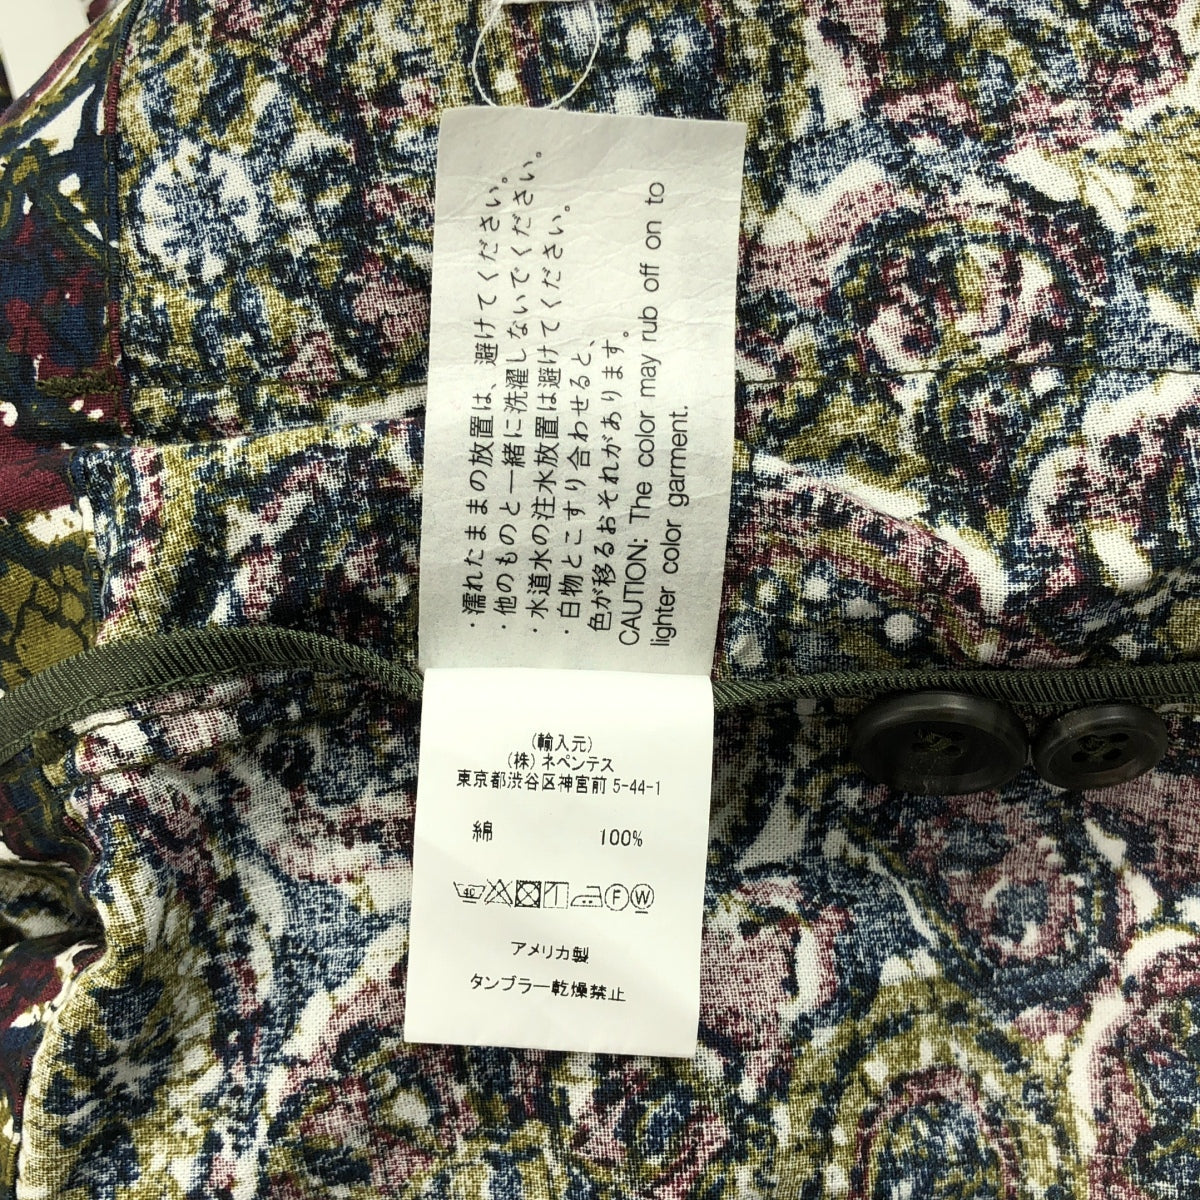 ・濡れたままの放置は、避けてください。
・他のものと一緒に洗濯しないでください。
・水道水の注水放置は避けてください。
・白物とこすり合わせると、
色が移るおそれがあります。
CAUTION: The color may rub off on to
lighter color garment.
(輸入元)
(株) ネペンテス
東京都渋谷区神宮前 5-44-1
綿 100%
F W
アメリカ製
タンブラー乾燥禁止